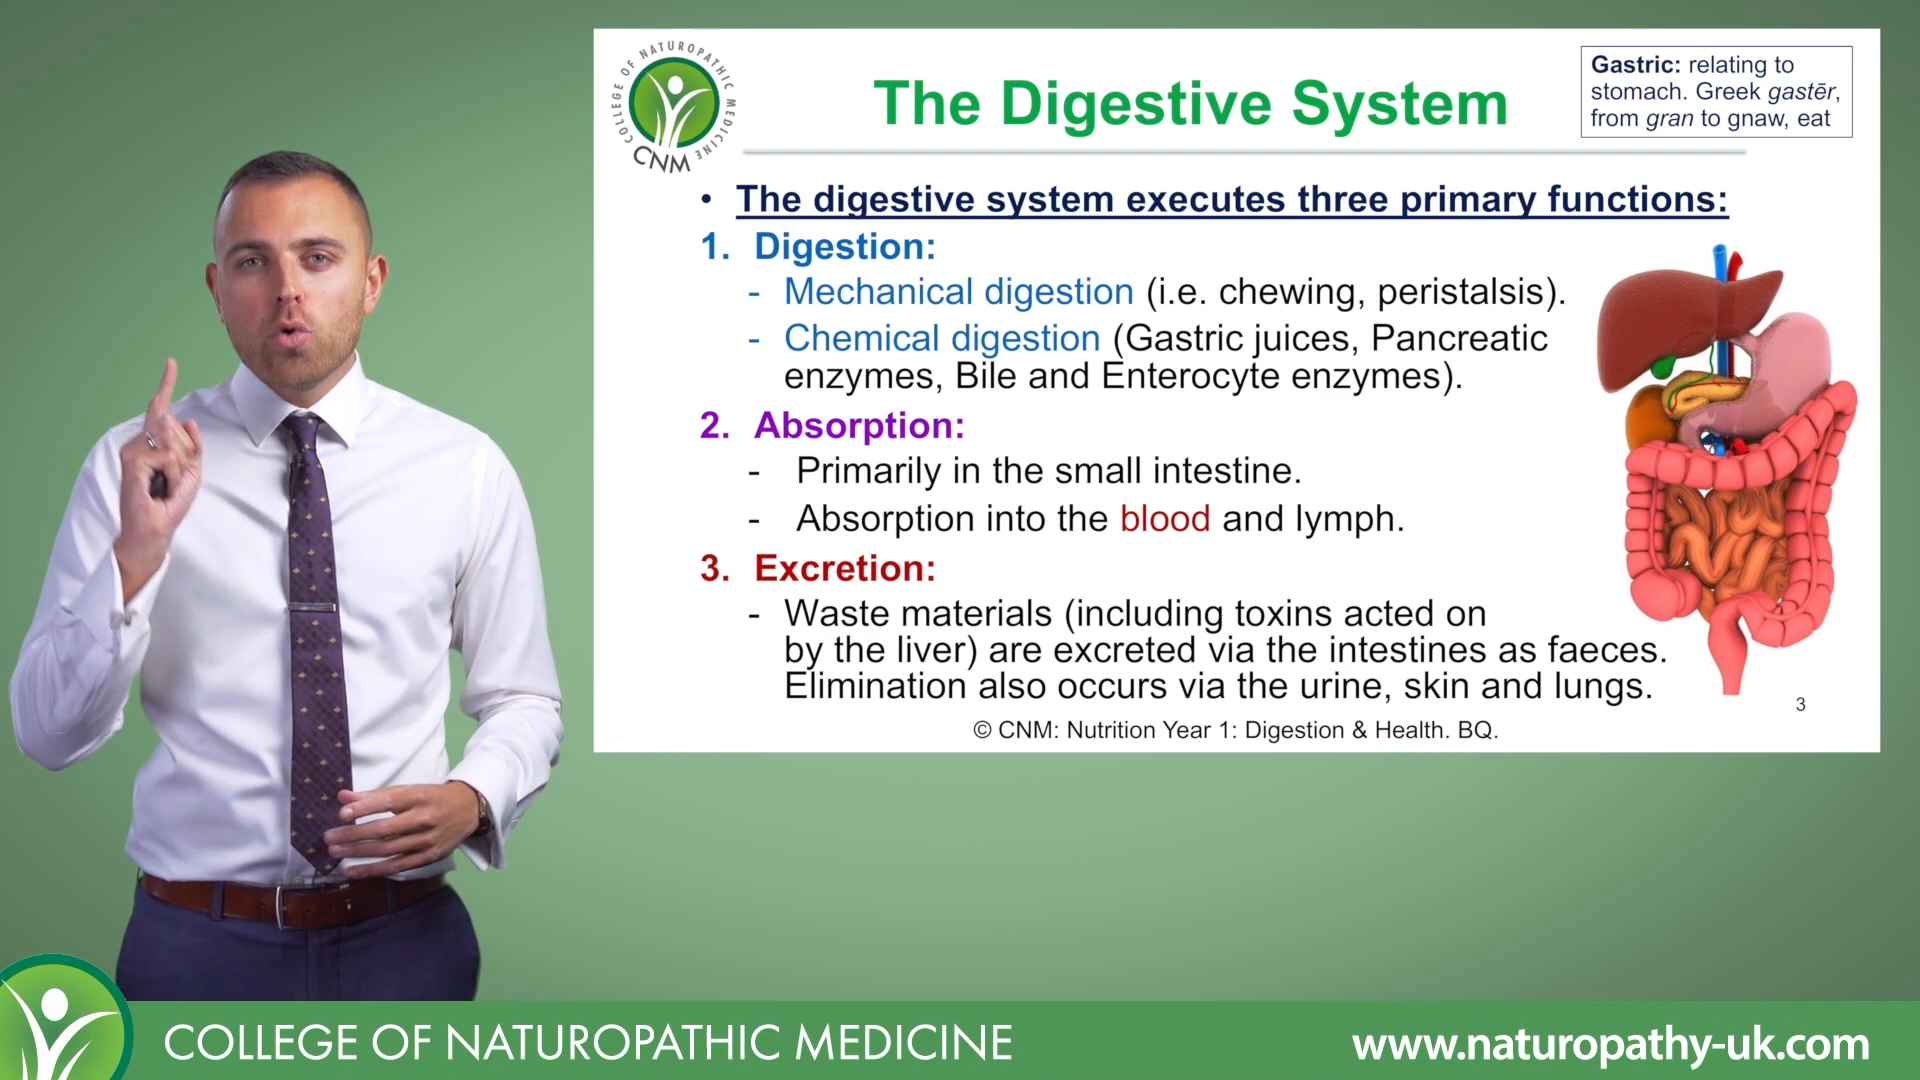 COLLEGE OF NATUROPATHIC MEDICINE
CNM
The Digestive System
Gastric: relating to
stomach. Greek gastēr,
from gran to gnaw, eat
• The digestive system executes three primary functions:
1. Digestion:
- Mechanical digestion (i.e. chewing, peristalsis).
- Chemical digestion (Gastric juices, Pancreatic
enzymes, Bile and Enterocyte enzymes).
2. Absorption:
- Primarily in the small intestine.
- Absorption into the blood and lymph.
3. Excretion:
- Waste materials (including toxins acted on
by the liver) are excreted via the intestines as faeces.
Elimination also occurs via the urine, skin and lungs.
3
© CNM: Nutrition Year 1: Digestion & Health. BQ.
COLLEGE OF NATUROPATHIC MEDICINE
www.naturopathy-uk.com